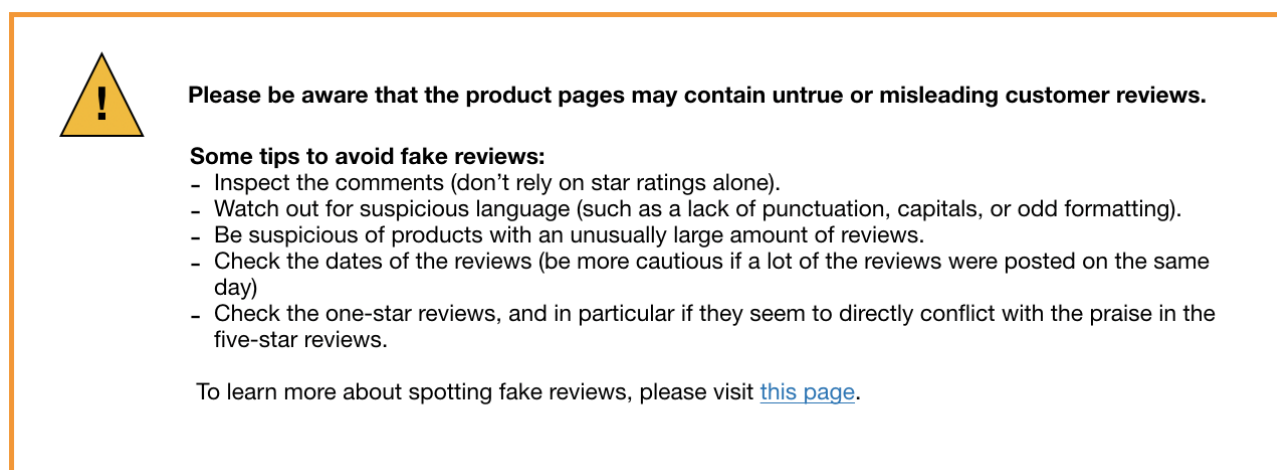 !
Please be aware that the product pages may contain untrue or misleading customer reviews.
Some tips to avoid fake reviews:
- Inspect the comments (don’t rely on star ratings alone).
- Watch out for suspicious language (such as a lack of punctuation, capitals, or odd formatting).
- Be suspicious of products with an unusually large amount of reviews.
- Check the dates of the reviews (be more cautious if a lot of the reviews were posted on the same
day)
- Check the one-star reviews, and in particular if they seem to directly conflict with the praise in the
five-star reviews.
To learn more about spotting fake reviews, please visit this page.